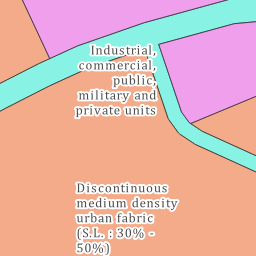 Industrial,
commercial,
public,
military and
private units
Discontinuous
medium density
urban fabric
(S.L. : 30% -
50%)